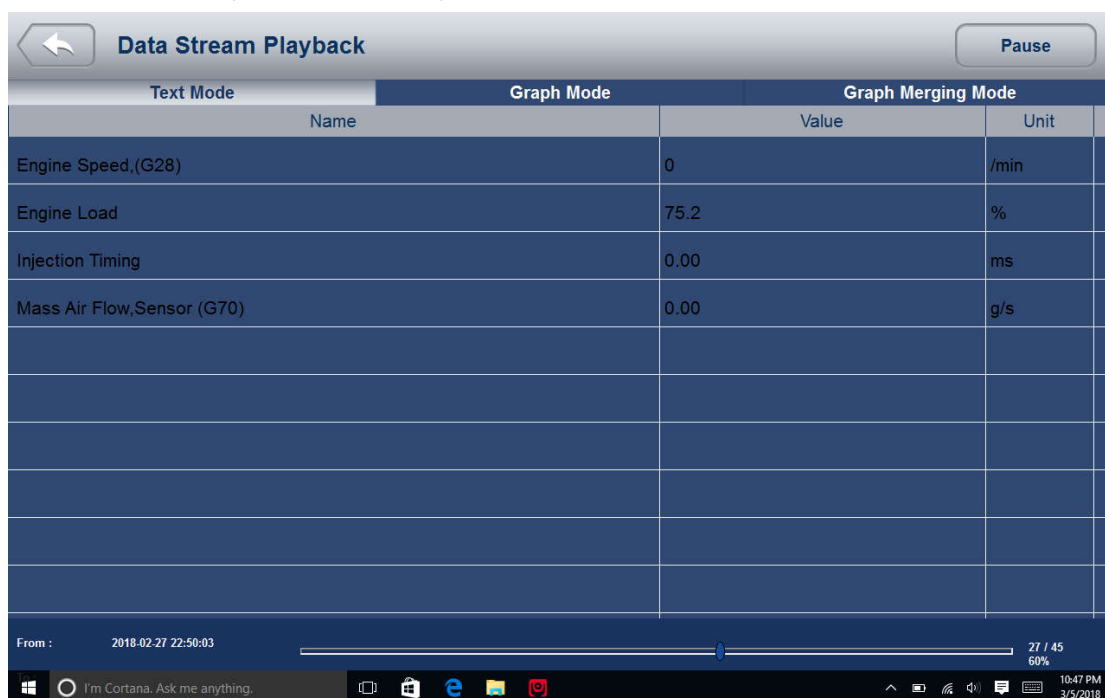 Data Stream Playback
Pause
Text Mode Graph Mode Graph Merging Mode
Name Value Unit
Engine Speed,(G28) 0 /min
Engine Load 75.2 %
Injection Timing 0.00 ms
Mass Air Flow,Sensor (G70) 0.00 g/s
From : 2018-02-27 22:50:03 27 / 45
60%
I'm Cortana. Ask me anything.
10:47 PM
3/5/2018